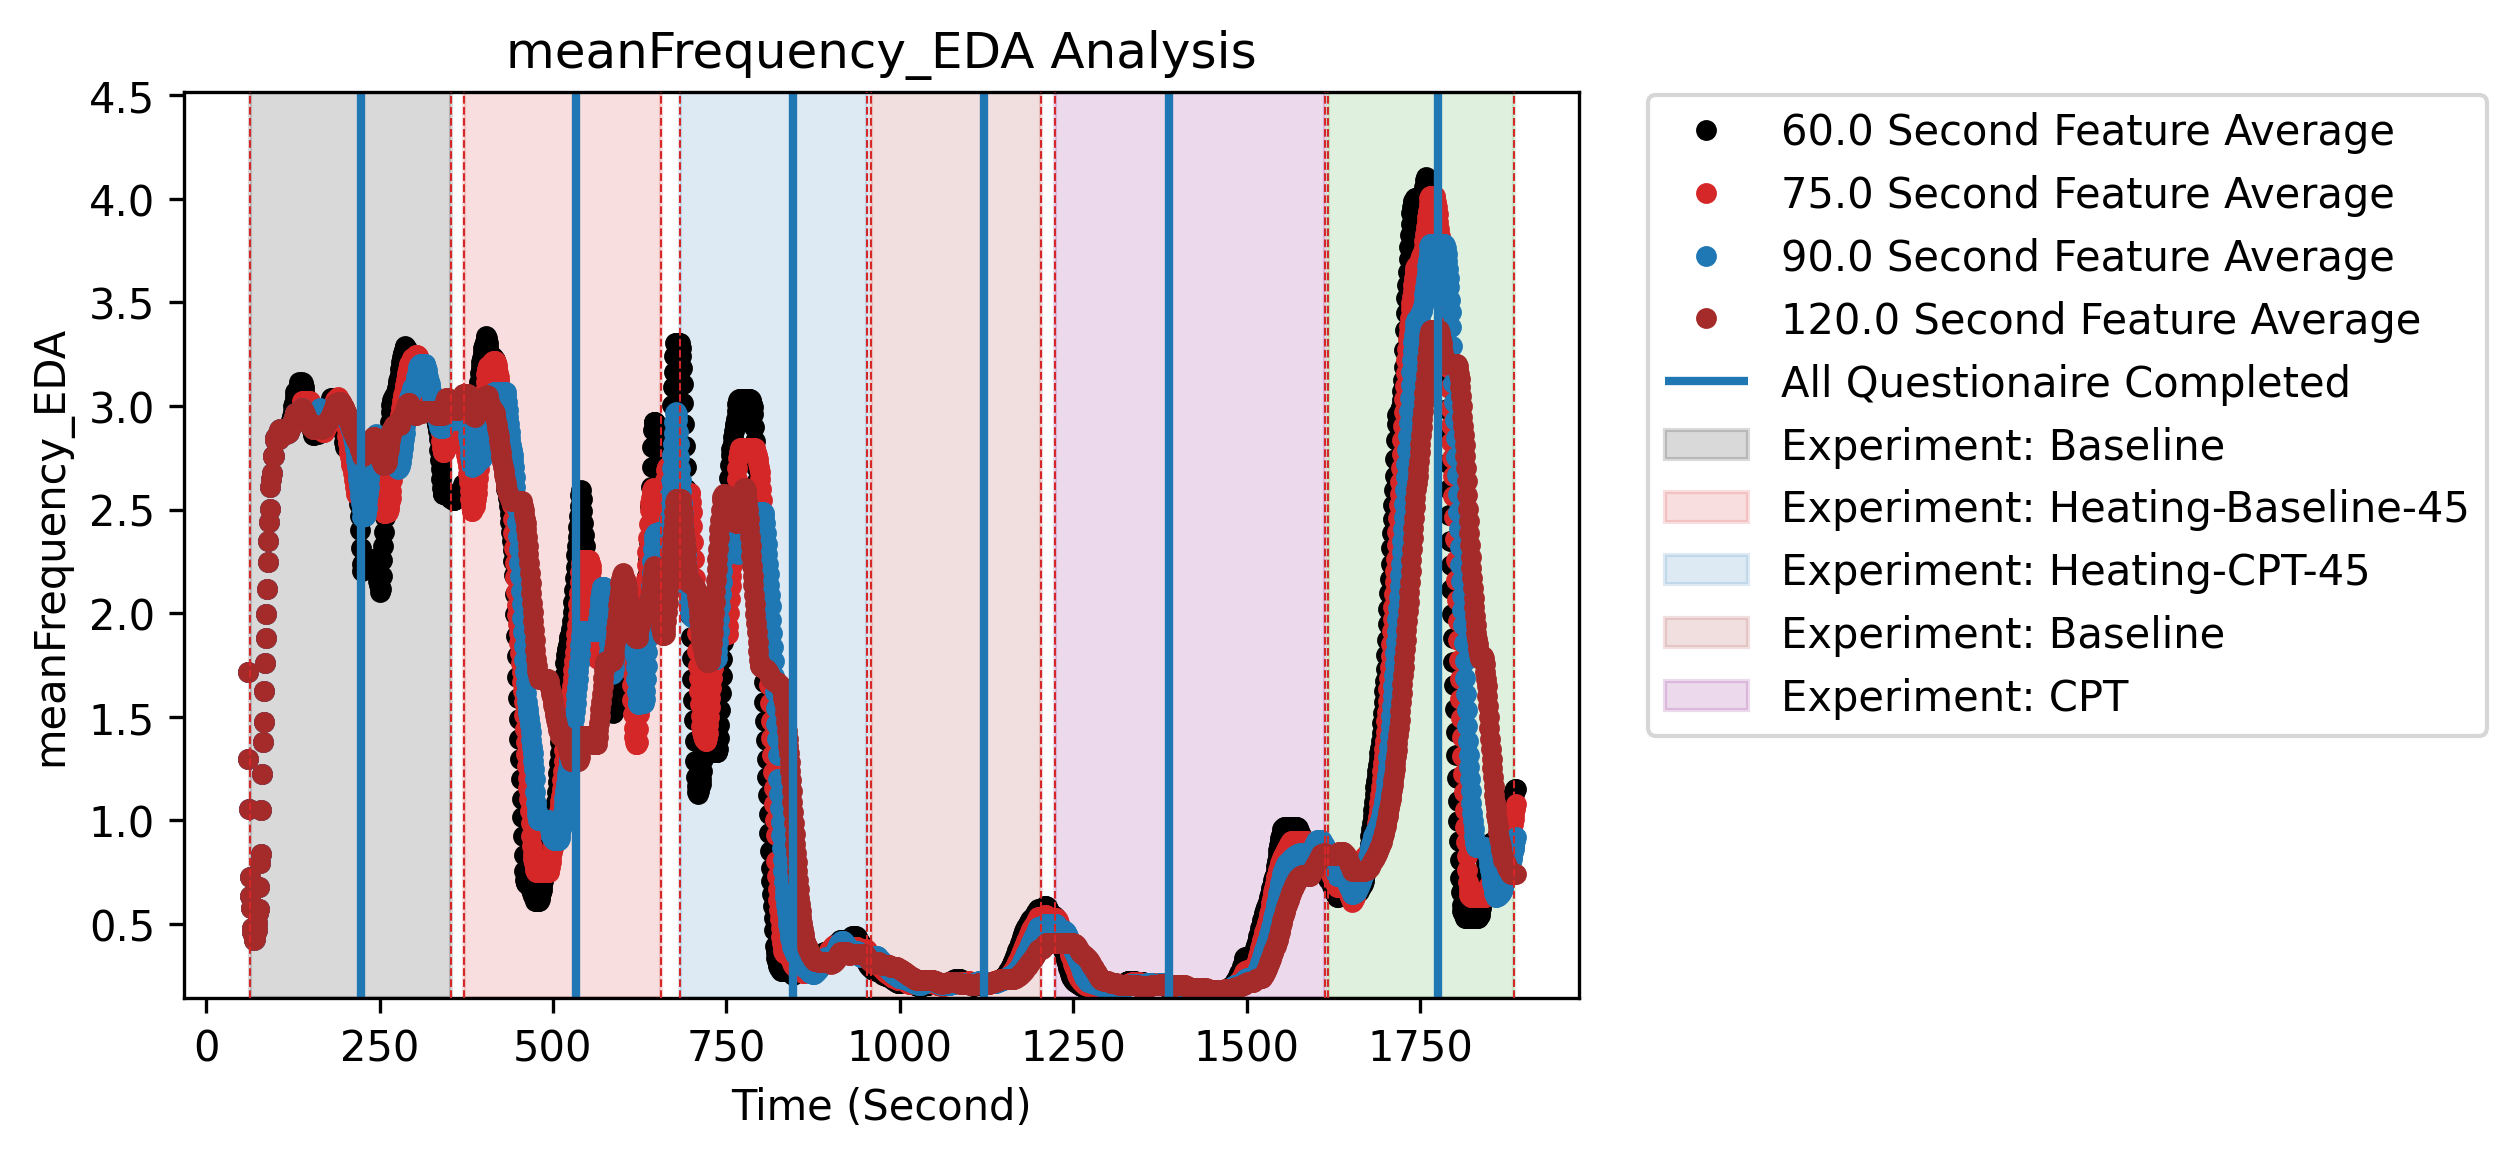 meanFrequency_EDA Analysis
meanFrequency_EDA
4.5
4.0
3.5
3.0
2.5
2.0
1.5
1.0
0.5
0 250 500 750 1000 1250 1500 1750
Time (Second)
60.0 Second Feature Average
75.0 Second Feature Average
90.0 Second Feature Average
120.0 Second Feature Average
All Questionaire Completed
Experiment: Baseline
Experiment: Heating-Baseline-45
Experiment: Heating-CPT-45
Experiment: Baseline
Experiment: CPT